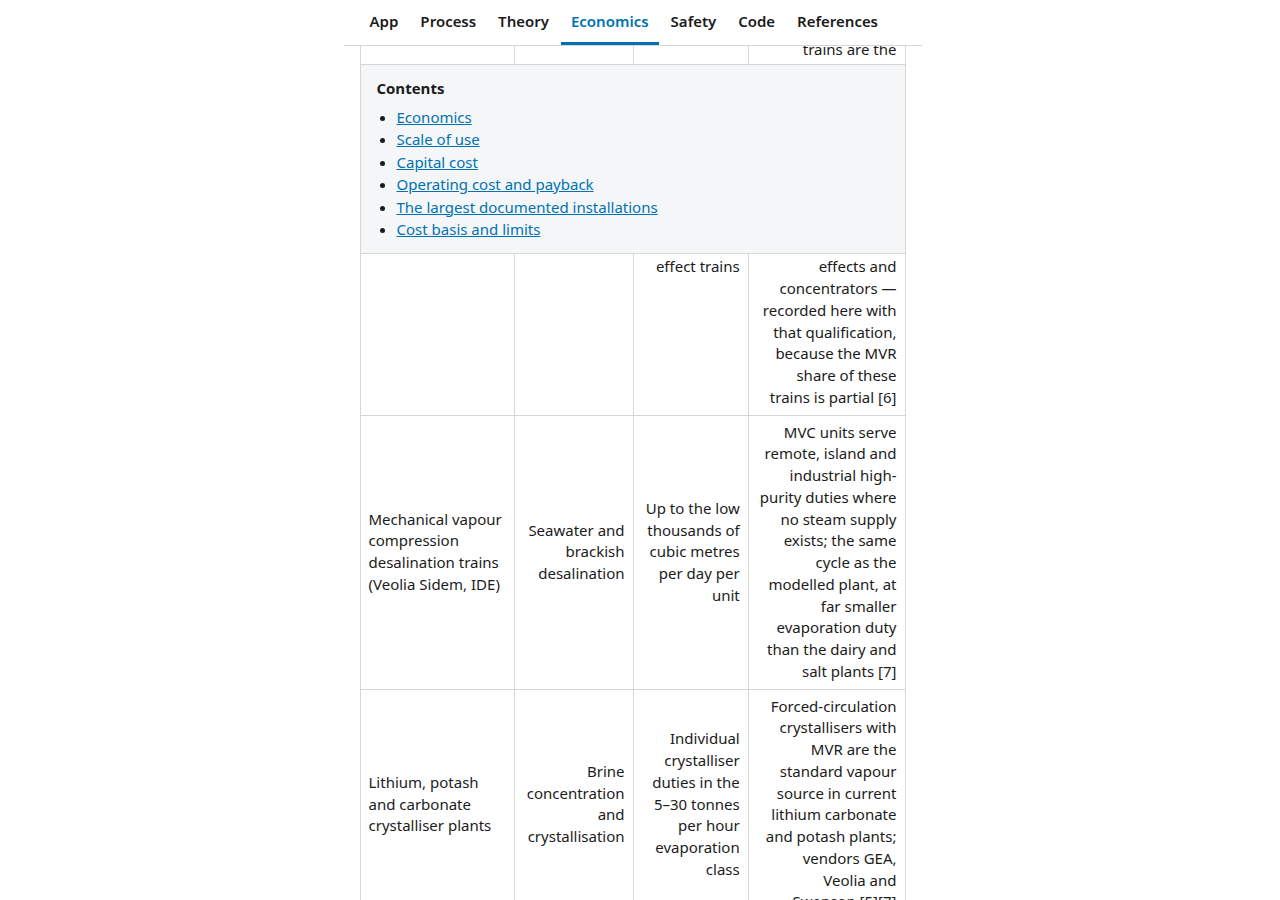 App Process Theory Economics Safety Code References
trains are the
Contents
Economics
Scale of use
Capital cost
Operating cost and payback
The largest documented installations
Cost basis and limits
effect trains
effects and
concentrators —
recorded here with
that qualification,
because the MVR
share of these
trains is partial [6]
Mechanical vapour
compression
desalination trains
(Veolia Sidem, IDE)
Seawater and
brackish
desalination
Up to the low
thousands of
cubic metres
per day per
unit
MVC units serve
remote, island and
industrial high-
purity duties where
no steam supply
exists; the same
cycle as the
modelled plant, at
far smaller
evaporation duty
than the dairy and
salt plants [7]
Lithium, potash
and carbonate
crystalliser plants
Brine
concentration
and
crystallisation
Individual
crystalliser
duties in the
5–30 tonnes
per hour
evaporation
class
Forced-circulation
crystallisers with
MVR are the
standard vapour
source in current
lithium carbonate
and potash plants;
vendors GEA,
Veolia and
Swenson [5][7]